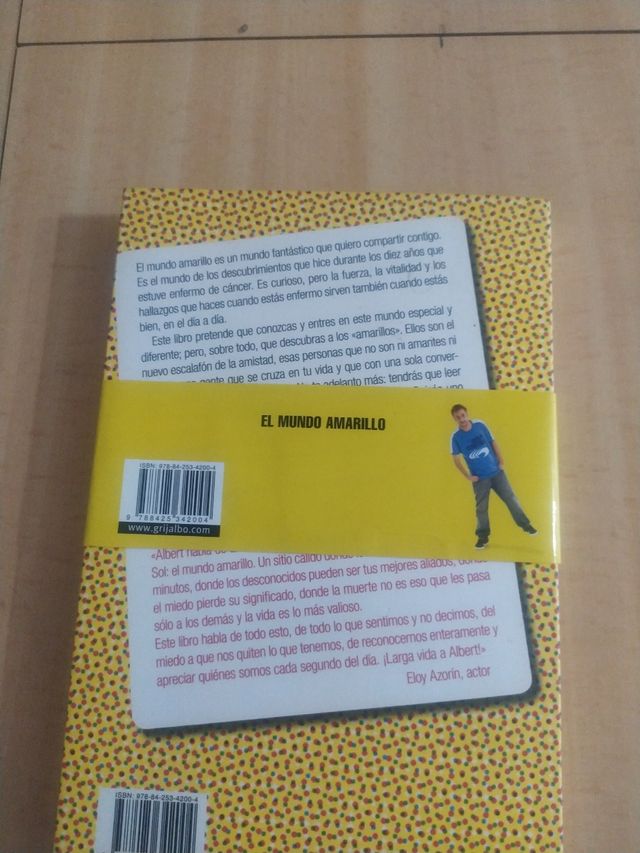 El mundo amarillo es un mundo fantástico que quiero compartir contigo.
Es el mundo de los descubrimientos que hice durante los diez años que
estuve enfermo de cáncer. Es curioso, pero la fuerza, la vitalidad y los
hallazgos que haces cuando estás enfermo sirven también cuando estás
bien, en el día a día.
Este libro pretende que conozcas y entres en este mundo especial y
diferente; pero, sobre todo, que descubras a los «amarillos». Ellos son el
nuevo escalafón de la amistad, esas personas que no son ni amantes ni
gente que se cruza en tu vida y que con una sola conver-
adelanto más: tendrás que leer
uno
EL MUNDO AMARILLO
ISBN: 978-84-253-4200-4
9 788425 342004
www.grijalbo.com
«Albert habla de
Sol: el mundo amarillo. Un sitio cálido donde
minutos, donde los desconocidos pueden ser tus mejores aliados, donde
el miedo pierde su significado, donde la muerte no es eso que les pasa
sólo a los demás y la vida es lo más valioso.
Este libro habla de todo esto, de todo lo que sentimos y no decimos, del
miedo a que nos quiten lo que tenemos, de reconocernos enteramente y
apreciar quiénes somos cada segundo del día. ¡Larga vida a Albert!»
Eloy Azorín, actor
ISBN: 978-84-253-4200-4